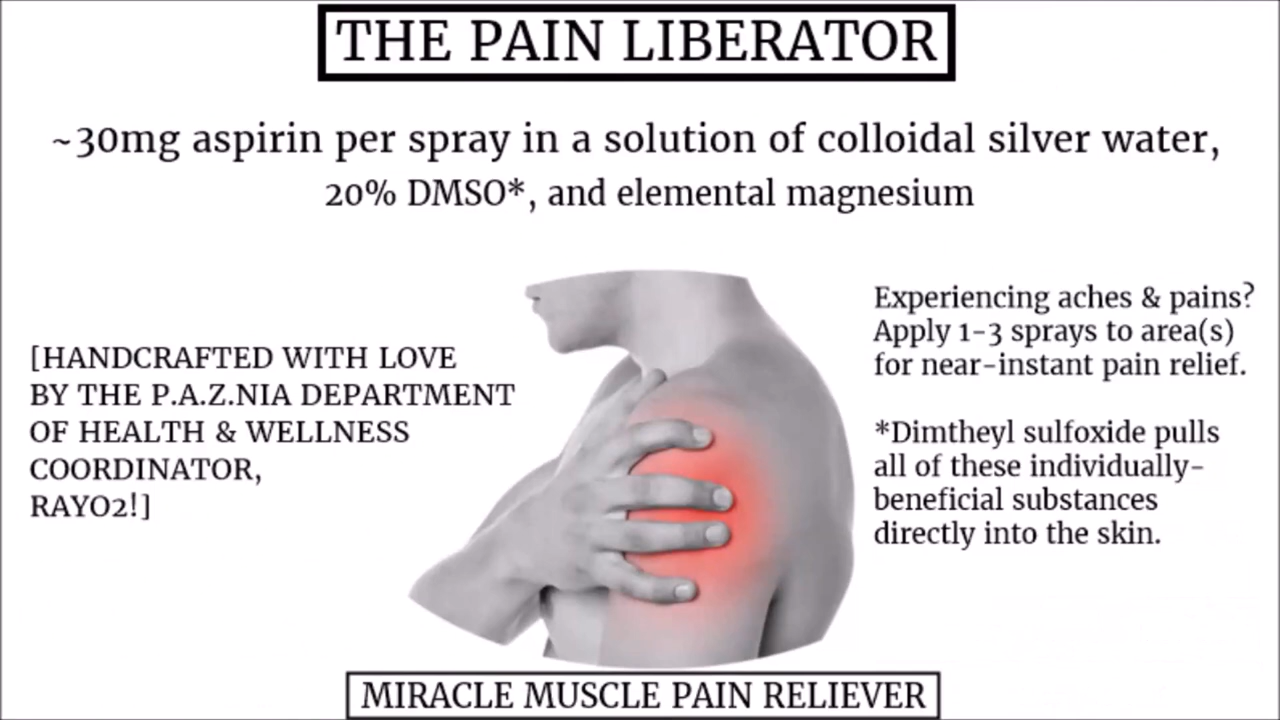 THE PAIN LIBERATOR
~30mg aspirin per spray in a solution of colloidal silver water,
20% DMSO*, and elemental magnesium
[HANDCRAFTED WITH LOVE
BY THE P.A.Z.NIA DEPARTMENT
OF HEALTH & WELLNESS
COORDINATOR,
RAYO2!]
Experiencing aches & pains?
Apply 1-3 sprays to area(s)
for near-instant pain relief.
*Dimtheyl sulfoxide pulls
all of these individually-
beneficial substances
directly into the skin.
MIRACLE MUSCLE PAIN RELIEVER